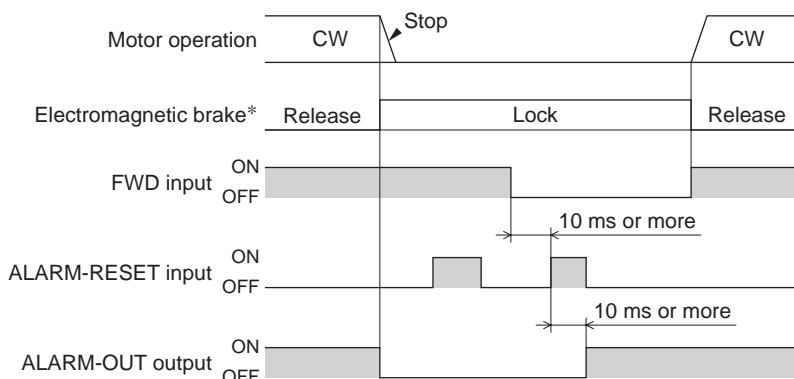 Stop
Motor operation CW CW
Electromagnetic brake* Release Lock Release
ON
FWD input
OFF
10 ms or more
ON
ALARM-RESET input
OFF
10 ms or more
ON
ALARM-OUT output
OFF